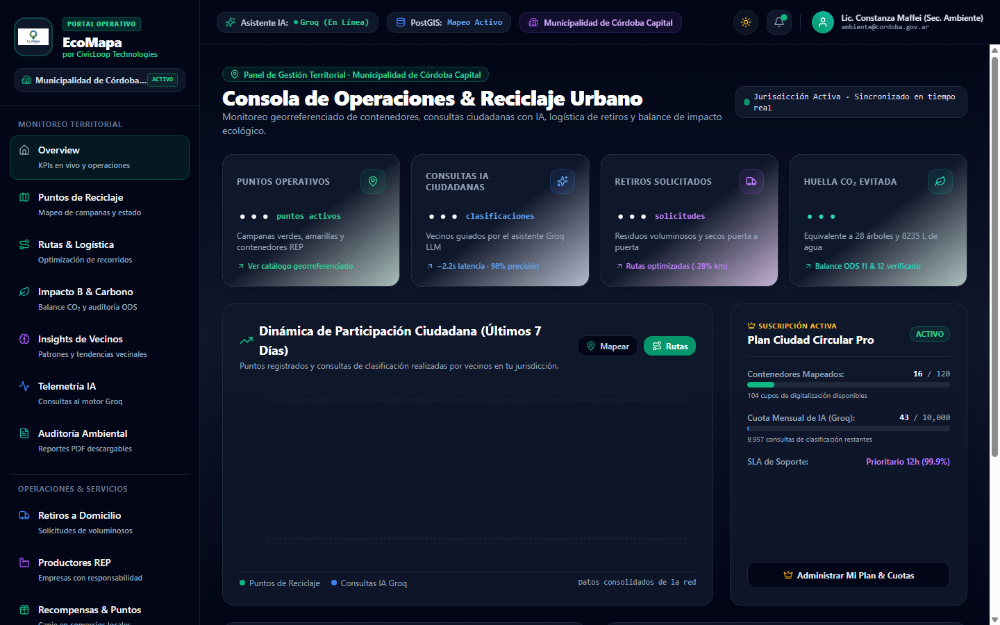 PORTAL OPERATIVO
EcoMapa
por CivicLoop Technologies
Municipalidad de Córdoba...
ACTIVO
MONITOREO TERRITORIAL
Overview
KPIs en vivo y operaciones
Puntos de Reciclaje
Mapeo de campanas y estado
Rutas & Logística
Optimización de recorridos
Impacto B & Carbono
Balance CO₂ y auditoría ODS
Insights de Vecinos
Patrones y tendencias vecinales
Telemetría IA
Consultas al motor Groq
Auditoría Ambiental
Reportes PDF descargables
OPERACIONES & SERVICIOS
Retiros a Domicilio
Solicitudes de voluminosos
Productores REP
Empresas con responsabilidad
Recompensas & Puntos
Canje en comercios locales
Asistente IA: Groq (En Línea)
PostGIS: Mapeo Activo
Municipalidad de Córdoba Capital
Lic. Constanza Maffei (Sec. Ambiente)
ambiente@cordoba.gov.ar
Panel de Gestión Territorial · Municipalidad de Córdoba Capital
Consola de Operaciones & Reciclaje Urbano
Monitoreo georreferenciado de contenedores, consultas ciudadanas con IA, logística de retiros y balance de impacto
ecológico.
Jurisdicción Activa · Sincronizado en tiempo
real
PUNTOS OPERATIVOS
puntos activos
Campanas verdes, amarillas y
contenedores REP
Ver catálogo georreferenciado
CONSULTAS IA
CIUDADANAS
clasificaciones
Vecinos guiados por el asistente Groq
LLM
~2.2s latencia · 98% precisión
RETIROS SOLICITADOS
solicitudes
Residuos voluminosos y secos puerta a
puerta
Rutas optimizadas (-28% km)
HUELLA CO₂ EVITADA
Equivalente a 28 árboles y 8235 L de
agua
Balance ODS 11 & 12 verificado
Dinámica de Participación Ciudadana (Últimos 7
Días)
Puntos registrados y consultas de clasificación realizadas por vecinos en tu jurisdicción.
Mapear
Rutas
Puntos de Reciclaje
Consultas IA Groq
Datos consolidados de la red
SUSCRIPCIÓN ACTIVA
Plan Ciudad Circular Pro
ACTIVO
Contenedores Mapeados: 16 / 120
104 cupos de digitalización disponibles
Cuota Mensual de IA (Groq): 43 / 10,000
9,957 consultas de clasificación restantes
SLA de Soporte: Prioritario 12h (99.9%)
Administrar Mi Plan & Cuotas